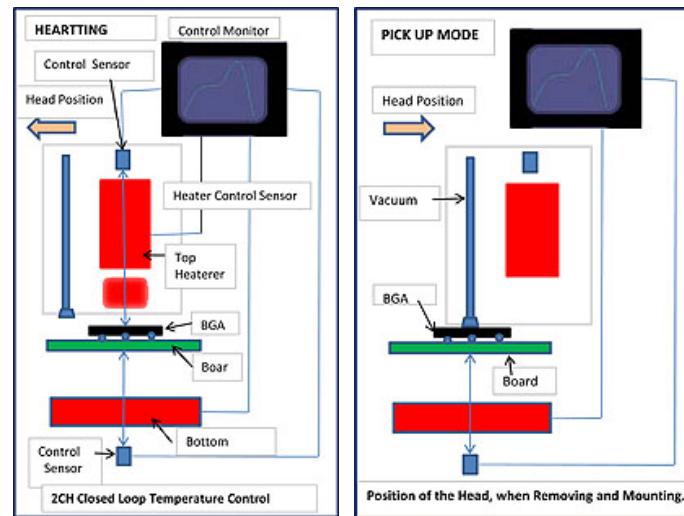 HEARTTING
Control Monitor
Control Sensor
Head Position
Heater Control Sensor
Top
Heaterer
BGA
Boar
Bottom
Control
Sensor
2CH Closed Loop Temperature Control
PICK UP MODE
Head Position
Vacuum
BGA
Board
Position of the Head, when Removing and Mounting.